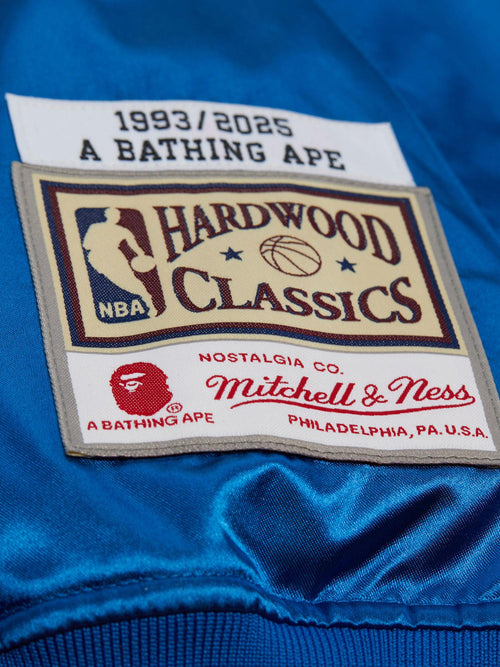 1993/2025
A BATHING APE
HARDWOOD
CLASSICS
NBA
NOSTALGIA CO.
Mitchell & Ness
PHILADELPHIA, PA. U.S.A.
®
A BATHING APE